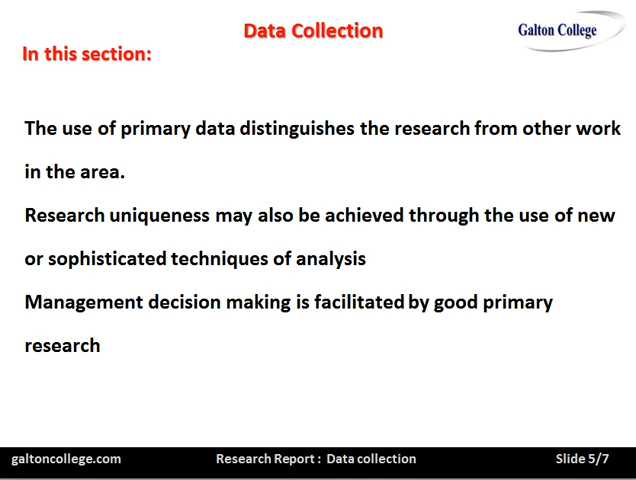 Data Collection
Galton College
In this section:
The use of primary data distinguishes the research from other work
in the area.
Research uniqueness may also be achieved through the use of new
or sophisticated techniques of analysis
Management decision making is facilitated by good primary
research
galtoncollege.com
Research Report : Data collection
Slide 5/7